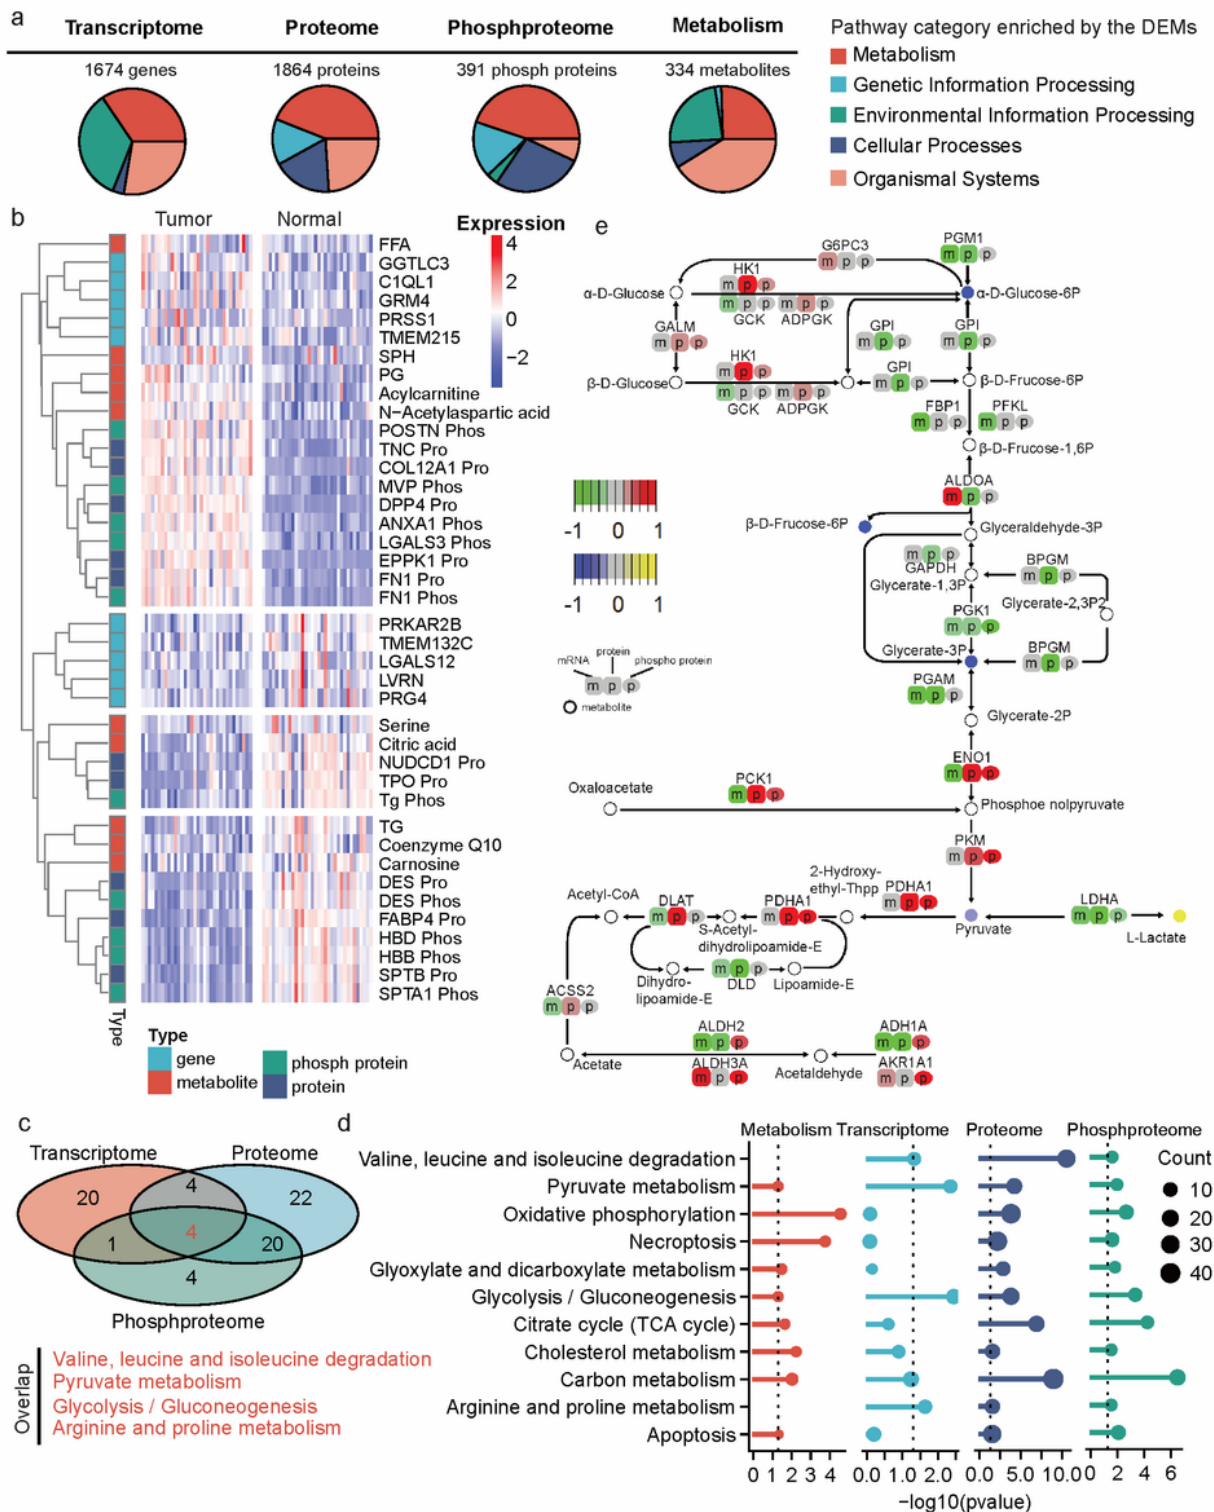 a
Transcriptome Proteome Phosphproteome Metabolism
1674 genes 1864 proteins 391 phosph proteins 334 metabolites
Pathway category enriched by the DEMs
Metabolism
Genetic Information Processing
Environmental Information Processing
Cellular Processes
Organismal Systems
b
Tumor Normal
Expression
4
2
0
−2
FFA
GGTLC3
C1QL1
GRM4
PRSS1
TMEM215
SPH
PG
Acylcarnitine
N−Acetylaspartic acid
POSTN Phos
TNC Pro
COL12A1 Pro
MVP Phos
DPP4 Pro
ANXA1 Phos
LGALS3 Phos
EPPK1 Pro
FN1 Pro
FN1 Phos
PRKAR2B
TMEM132C
LGALS12
LVRN
PRG4
Serine
Citric acid
NUDCD1 Pro
TPO Pro
Tg Phos
TG
Coenzyme Q10
Carnosine
DES Pro
DES Phos
FABP4 Pro
HBD Phos
HBB Phos
SPTB Pro
SPTA1 Phos
Type
Type
gene
metabolite
phosph protein
protein
e
PGM1
m p p
G6PC3
m p p
HK1
m p p
α-D-Glucose
α-D-Glucose-6P
m p p m p p
GCK ADPGK
GALM
m p p
GPI
m p p
GPI
m p p
HK1
m p p
β-D-Glucose
GPI
m p p
β-D-Frucose-6P
m p p m p p
GCK ADPGK
FBP1
m p p
PFKL
m p p
β-D-Frucose-1,6P
ALDOA
m p p
-1 0 1
β-D-Frucose-6P
Glyceraldehyde-3P
m p p
GAPDH
BPGM
m p p
Glycerate-1,3P
-1 0 1
Glycerate-2,3P2
PGK1
m p p
Glycerate-3P
BPGM
m p p
protein
mRNA phospho protein
m p p
metabolite
PGAM
m p p
Glycerate-2P
ENO1
m p p
PCK1
m p p
Oxaloacetate
Phosphoe nolpyruvate
PKM
m p p
2-Hydroxy-
ethyl-Thpp
PDHA1
m p p
Acetyl-CoA
DLAT
m p p
PDHA1
m p p
LDHA
m p p
S-Acetyl-
dihydrolipoamide-E
Pyruvate
L-Lactate
m p p
DLD
Dihydro-
lipoamide-E
Lipoamide-E
ACSS2
m p p
ALDH2
m p p
ADH1A
m p p
Acetate
ALDH3A
m p p
Acetaldehyde
AKR1A1
m p p
c
Transcriptome Proteome
20 4 22
1 4 20
4
Phosphproteome
Overlap
Valine, leucine and isoleucine degradation
Pyruvate metabolism
Glycolysis / Gluconeogenesis
Arginine and proline metabolism
d
Metabolism Transcriptome Proteome Phosphproteome
Valine, leucine and isoleucine degradation
Pyruvate metabolism
Oxidative phosphorylation
Necroptosis
Glyoxylate and dicarboxylate metabolism
Glycolysis / Gluconeogenesis
Citrate cycle (TCA cycle)
Cholesterol metabolism
Carbon metabolism
Arginine and proline metabolism
Apoptosis
Count
10
20
30
40
0 1 2 3 4 0.0 1.0 2.0 0.0 5.0 10.0 0 2 4 6
−log10(pvalue)